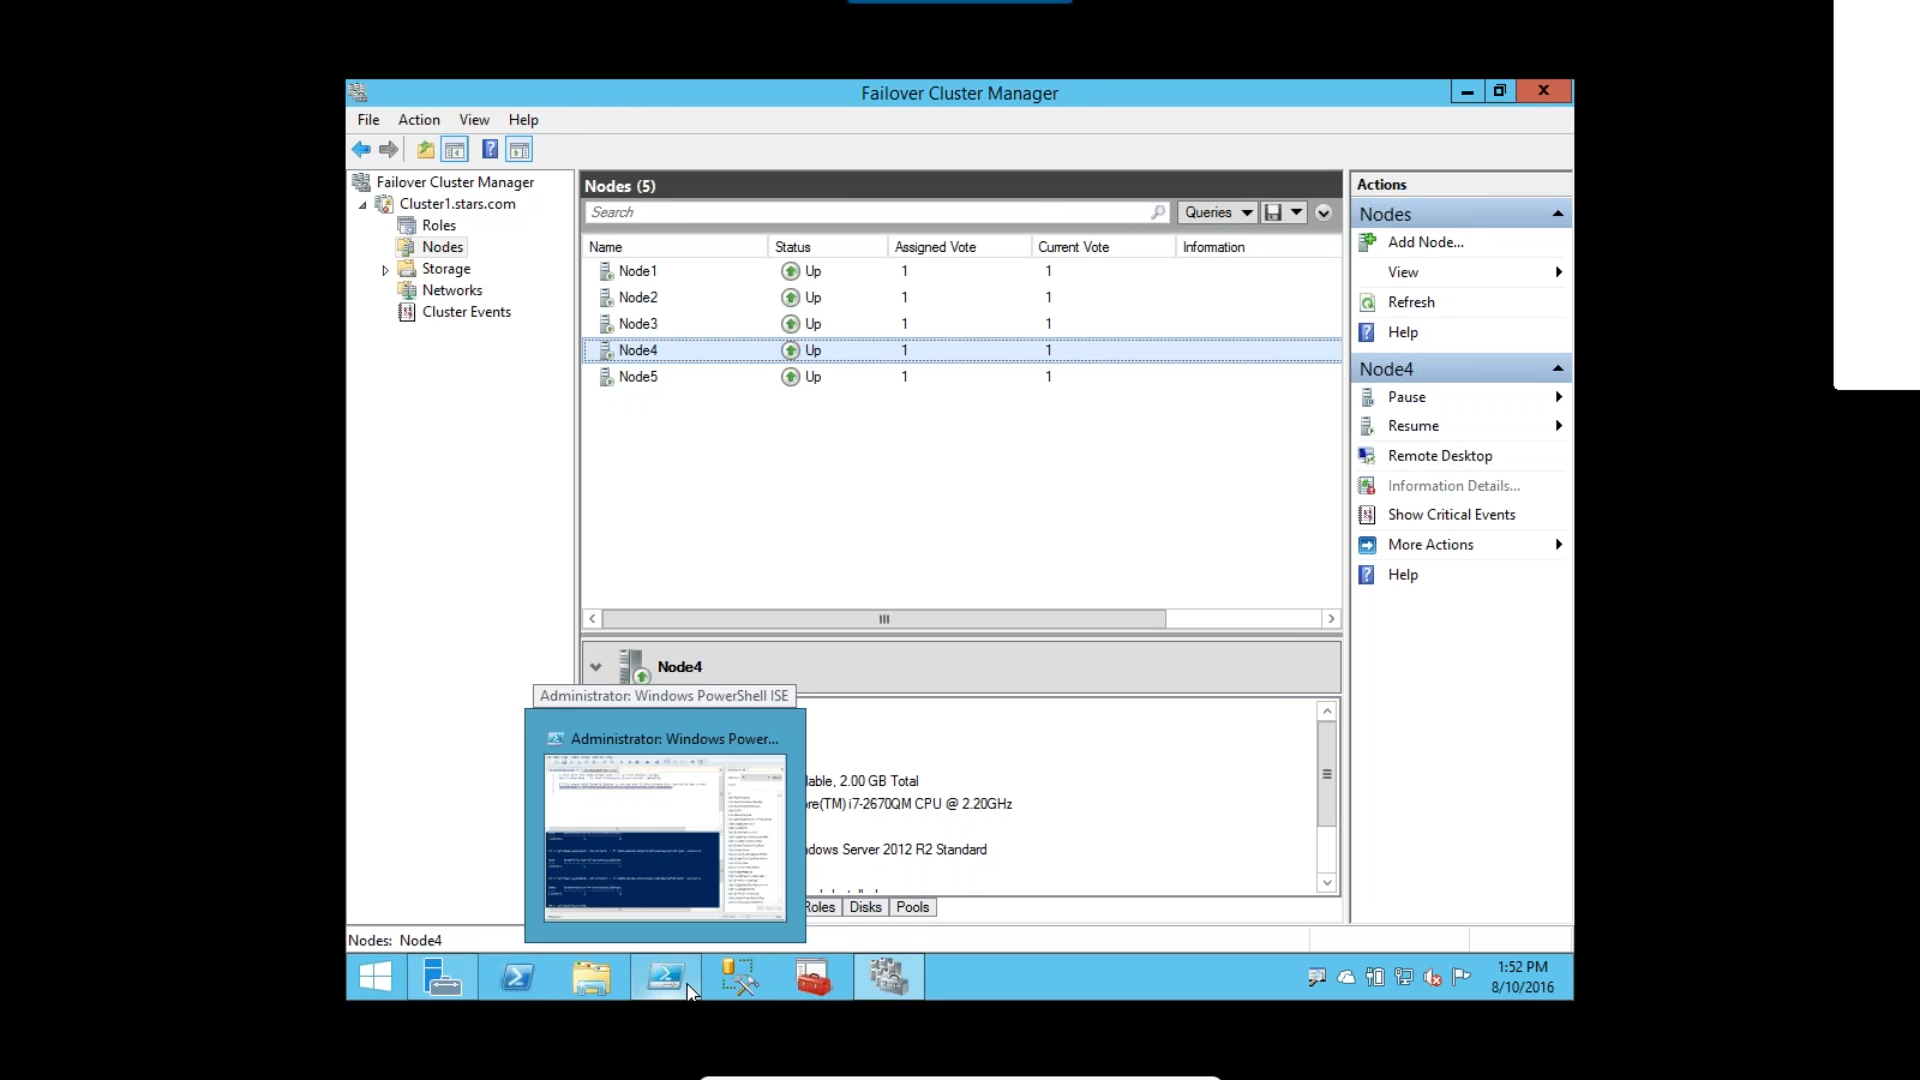 Failover Cluster Manager
File Action View Help
Failover Cluster Manager
Cluster1.stars.com
Roles
Nodes
Storage
Networks
Cluster Events
Nodes (5)
Search
Queries
Name Status Assigned Vote Current Vote Information
Node1 Up 1 1
Node2 Up 1 1
Node3 Up 1 1
Node4 Up 1 1
Node5 Up 1 1
Node4
Administrator: Windows PowerShell ISE
Administrator: Windows Power...
lable, 2.00 GB Total
re(TM) i7-2670QM CPU @ 2.20GHz
dows Server 2012 R2 Standard
Roles Disks Pools
Actions
Nodes
Add Node...
View
Refresh
Help
Node4
Pause
Resume
Remote Desktop
Information Details...
Show Critical Events
More Actions
Help
Nodes: Node4
1:52 PM
8/10/2016